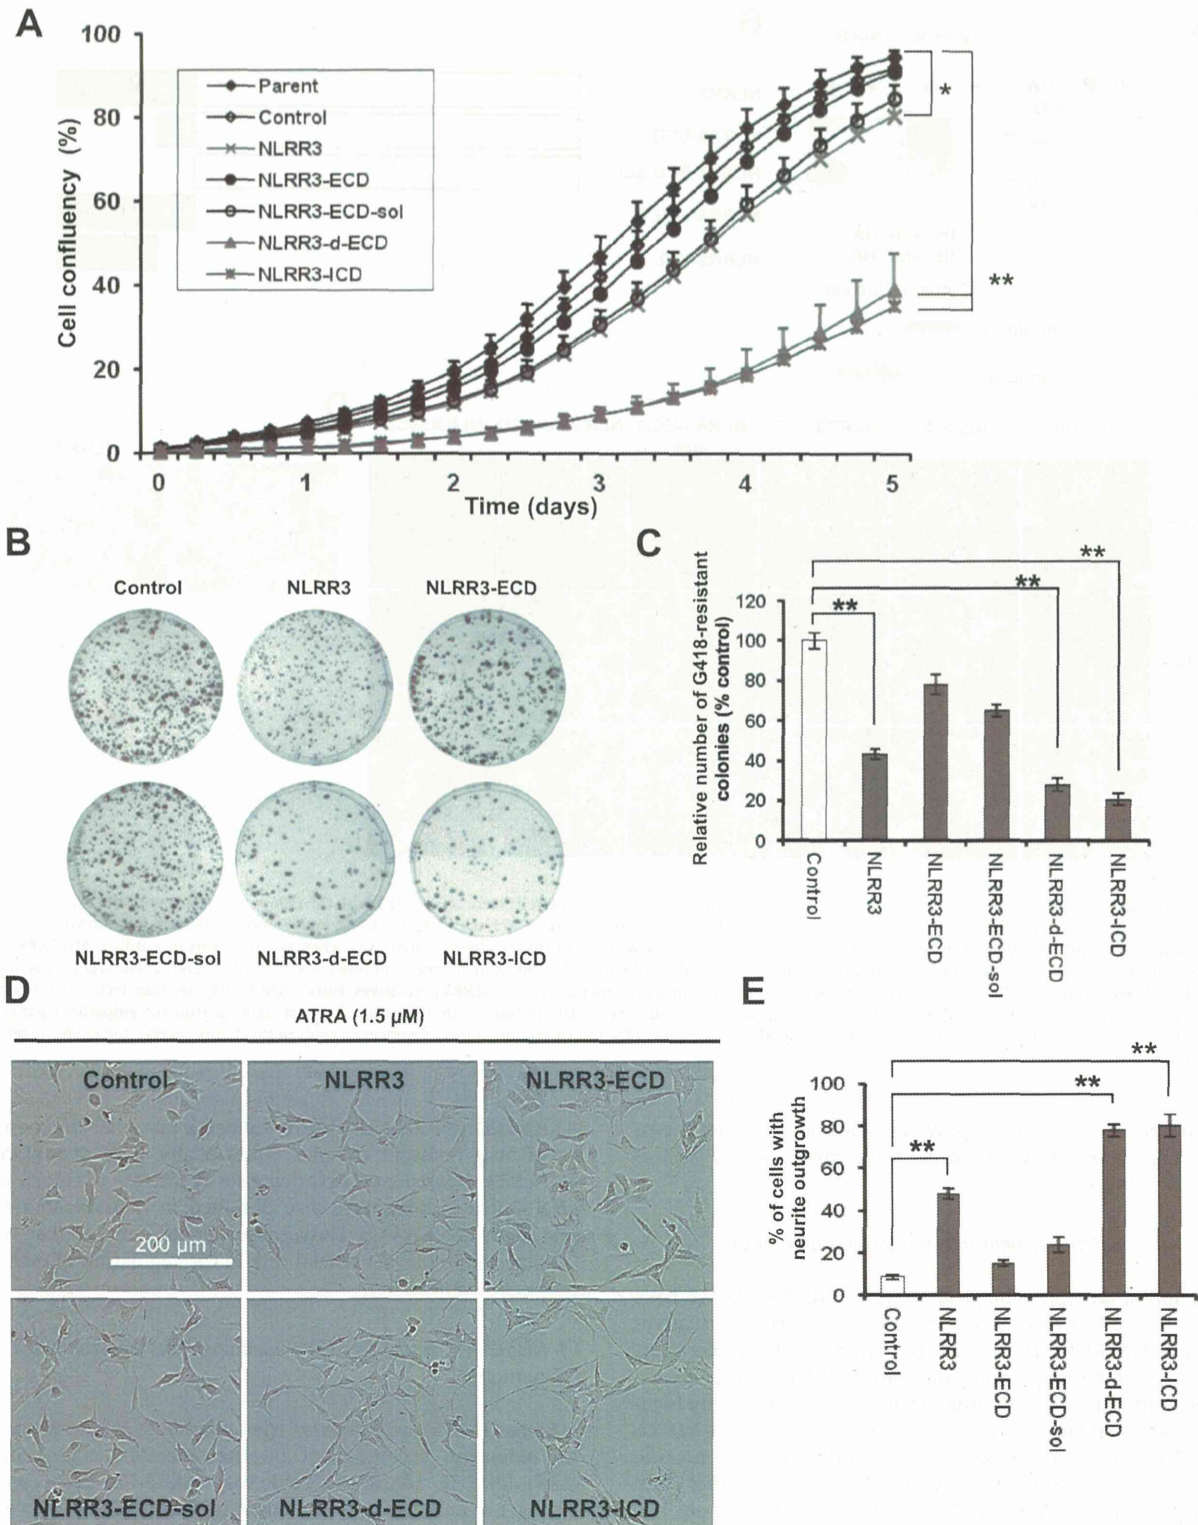 A
100
80
60
40
20
0
Cell confluency (%)
Parent
Control
NLRR3
NLRR3-ECD
NLRR3-ECD-sol
NLRR3-d-ECD
NLRR3-ICD
*
**
0 1 2 3 4 5
Time (days)
B
Control NLRR3 NLRR3-ECD
NLRR3-ECD-sol NLRR3-d-ECD NLRR3-ICD
C
**
**
**
Relative number of G418-resistant
colonies (% control)
120
100
80
60
40
20
0
Control
NLRR3
NLRR3-ECD
NLRR3-ECD-sol
NLRR3-d-ECD
NLRR3-ICD
D
ATRA (1.5 µM)
Control NLRR3 NLRR3-ECD
200 µm
NLRR3-ECD-sol NLRR3-d-ECD NLRR3-ICD
E
**
**
**
% of cells with
neurite outgrowth
100
80
60
40
20
0
Control
NLRR3
NLRR3-ECD
NLRR3-ECD-sol
NLRR3-d-ECD
NLRR3-ICD